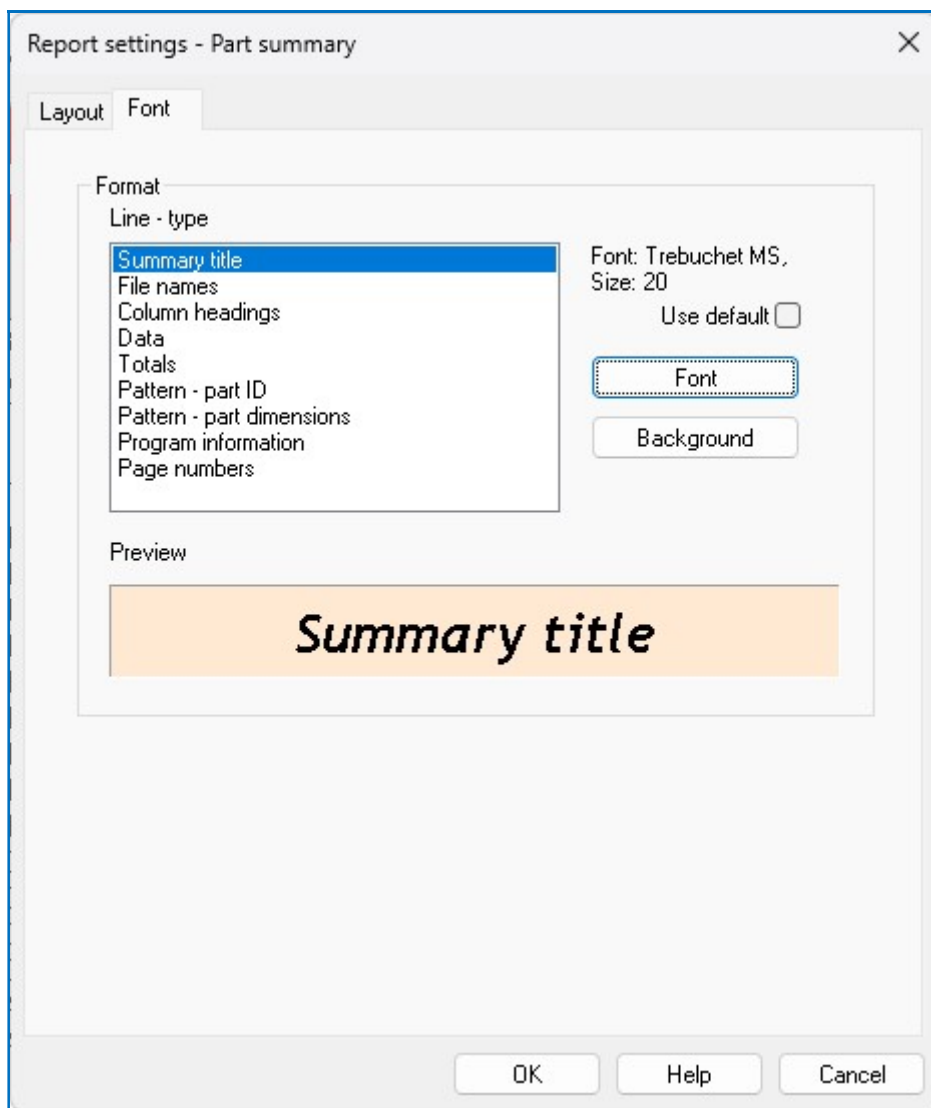 Report settings - Part summary
Layout
Font
Format
Line - type
Summary title
File names
Column headings
Data
Totals
Pattern - part ID
Pattern - part dimensions
Program information
Page numbers
Font: Trebuchet MS,
Size: 20
Use default
Font
Background
Preview
Summary title
OK
Help
Cancel